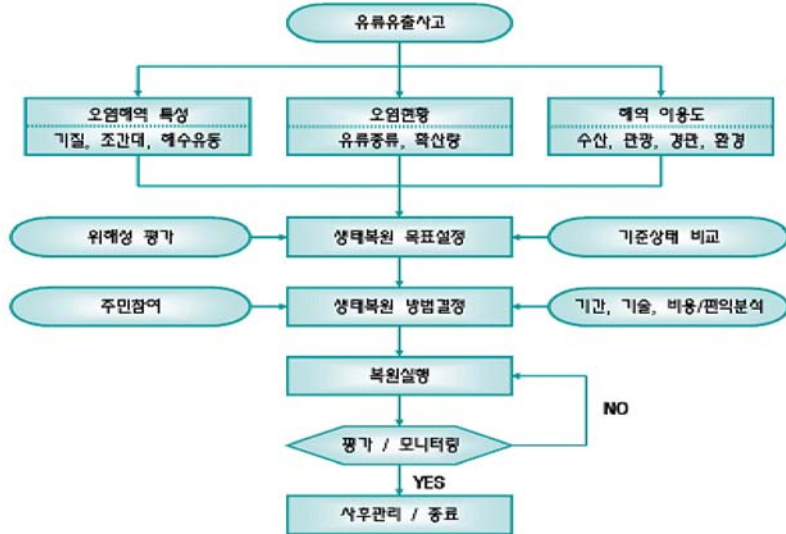 유류유출사고
오염해역 특성
기질, 조간대, 해수유동
오염현황
유류종류, 확산량
해역 이용도
수산, 관광, 경관, 환경
위해성 평가
생태복원 목표설정
기준상태 비교
주민참여
생태복원 방법결정
기간, 기술, 비용/편익분석
복원실행
NO
평가 / 모니터링
YES
사후관리 / 종료